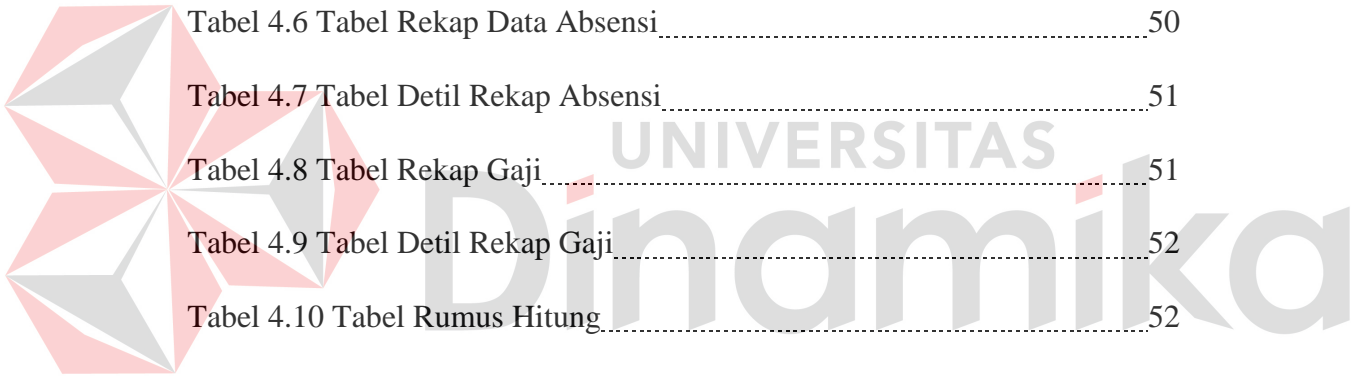 Tabel 4.6 Tabel Rekap Data Absensi 50
Tabel 4.7 Tabel Detil Rekap Absensi 51
UNIVERSITAS
Tabel 4.8 Tabel Rekap Gaji 51
Dinamika
Tabel 4.9 Tabel Detil Rekap Gaji 52
Tabel 4.10 Tabel Rumus Hitung 52